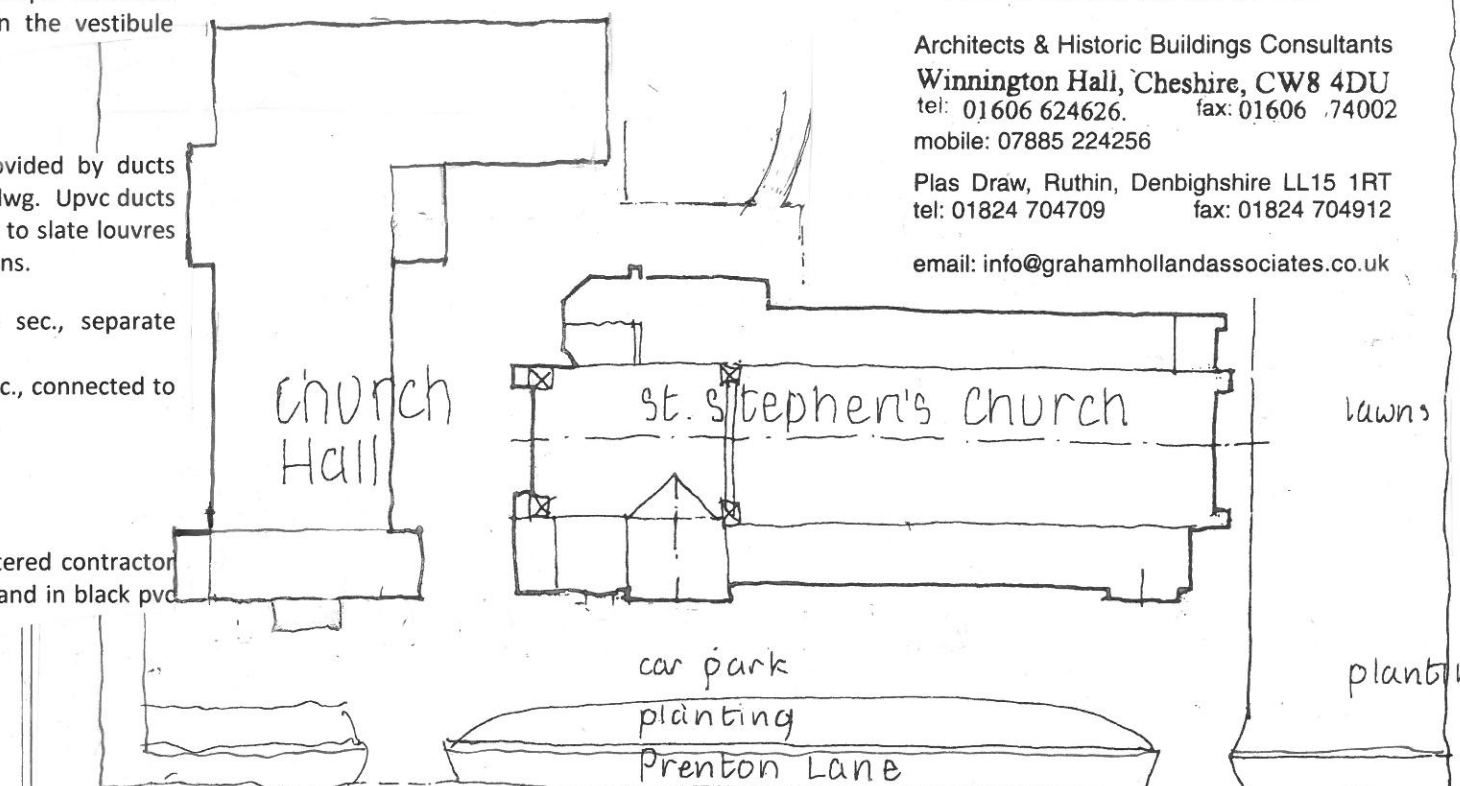 n the vestibule
ovided by ducts
dwg. Upvc ducts
to slate louvres
ns.
sec., separate
c., connected to
tered contractor
and in black pvc
Architects & Historic Buildings Consultants
Winnington Hall, Cheshire, CW8 4DU
tel: 01606 624626. fax: 01606 74002
mobile: 07885 224256
Plas Draw, Ruthin, Denbighshire LL15 1RT
tel: 01824 704709 fax: 01824 704912
email: info@grahamhollandassociates.co.uk
Church
Hall
St. Stephen's Church
lawns
car park
planting
Prenton Lane